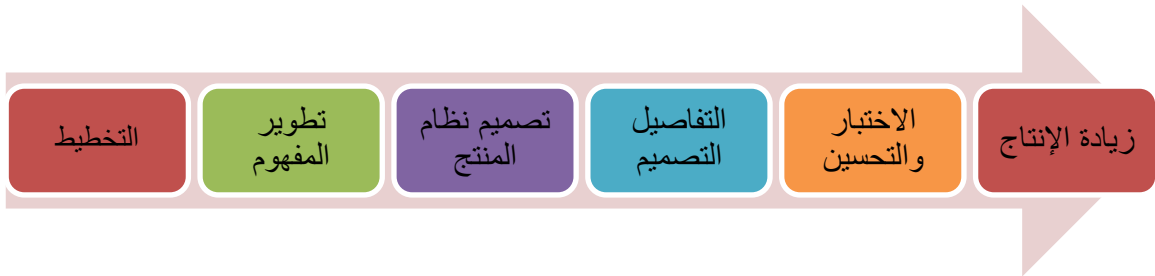 التخطيط
تطوير
المفهوم
تصميم نظام
المنتج
التفاصيل
التصميم
الاختبار
والتحسين
زيادة الإنتاج